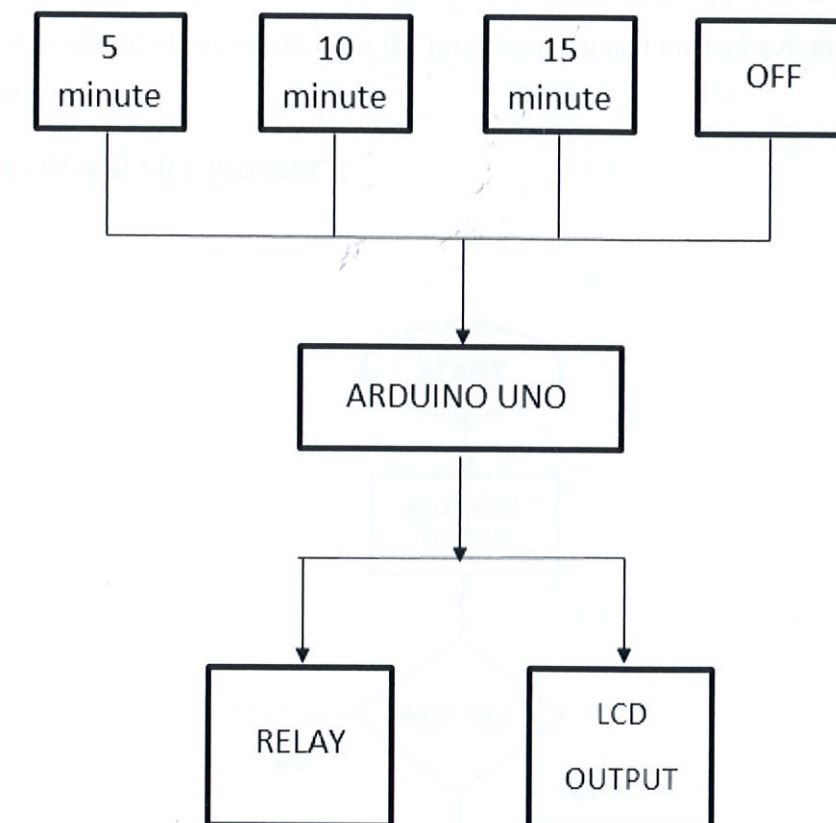 5
minute
10
minute
15
minute
OFF
ARDUINO UNO
RELAY
LCD
OUTPUT